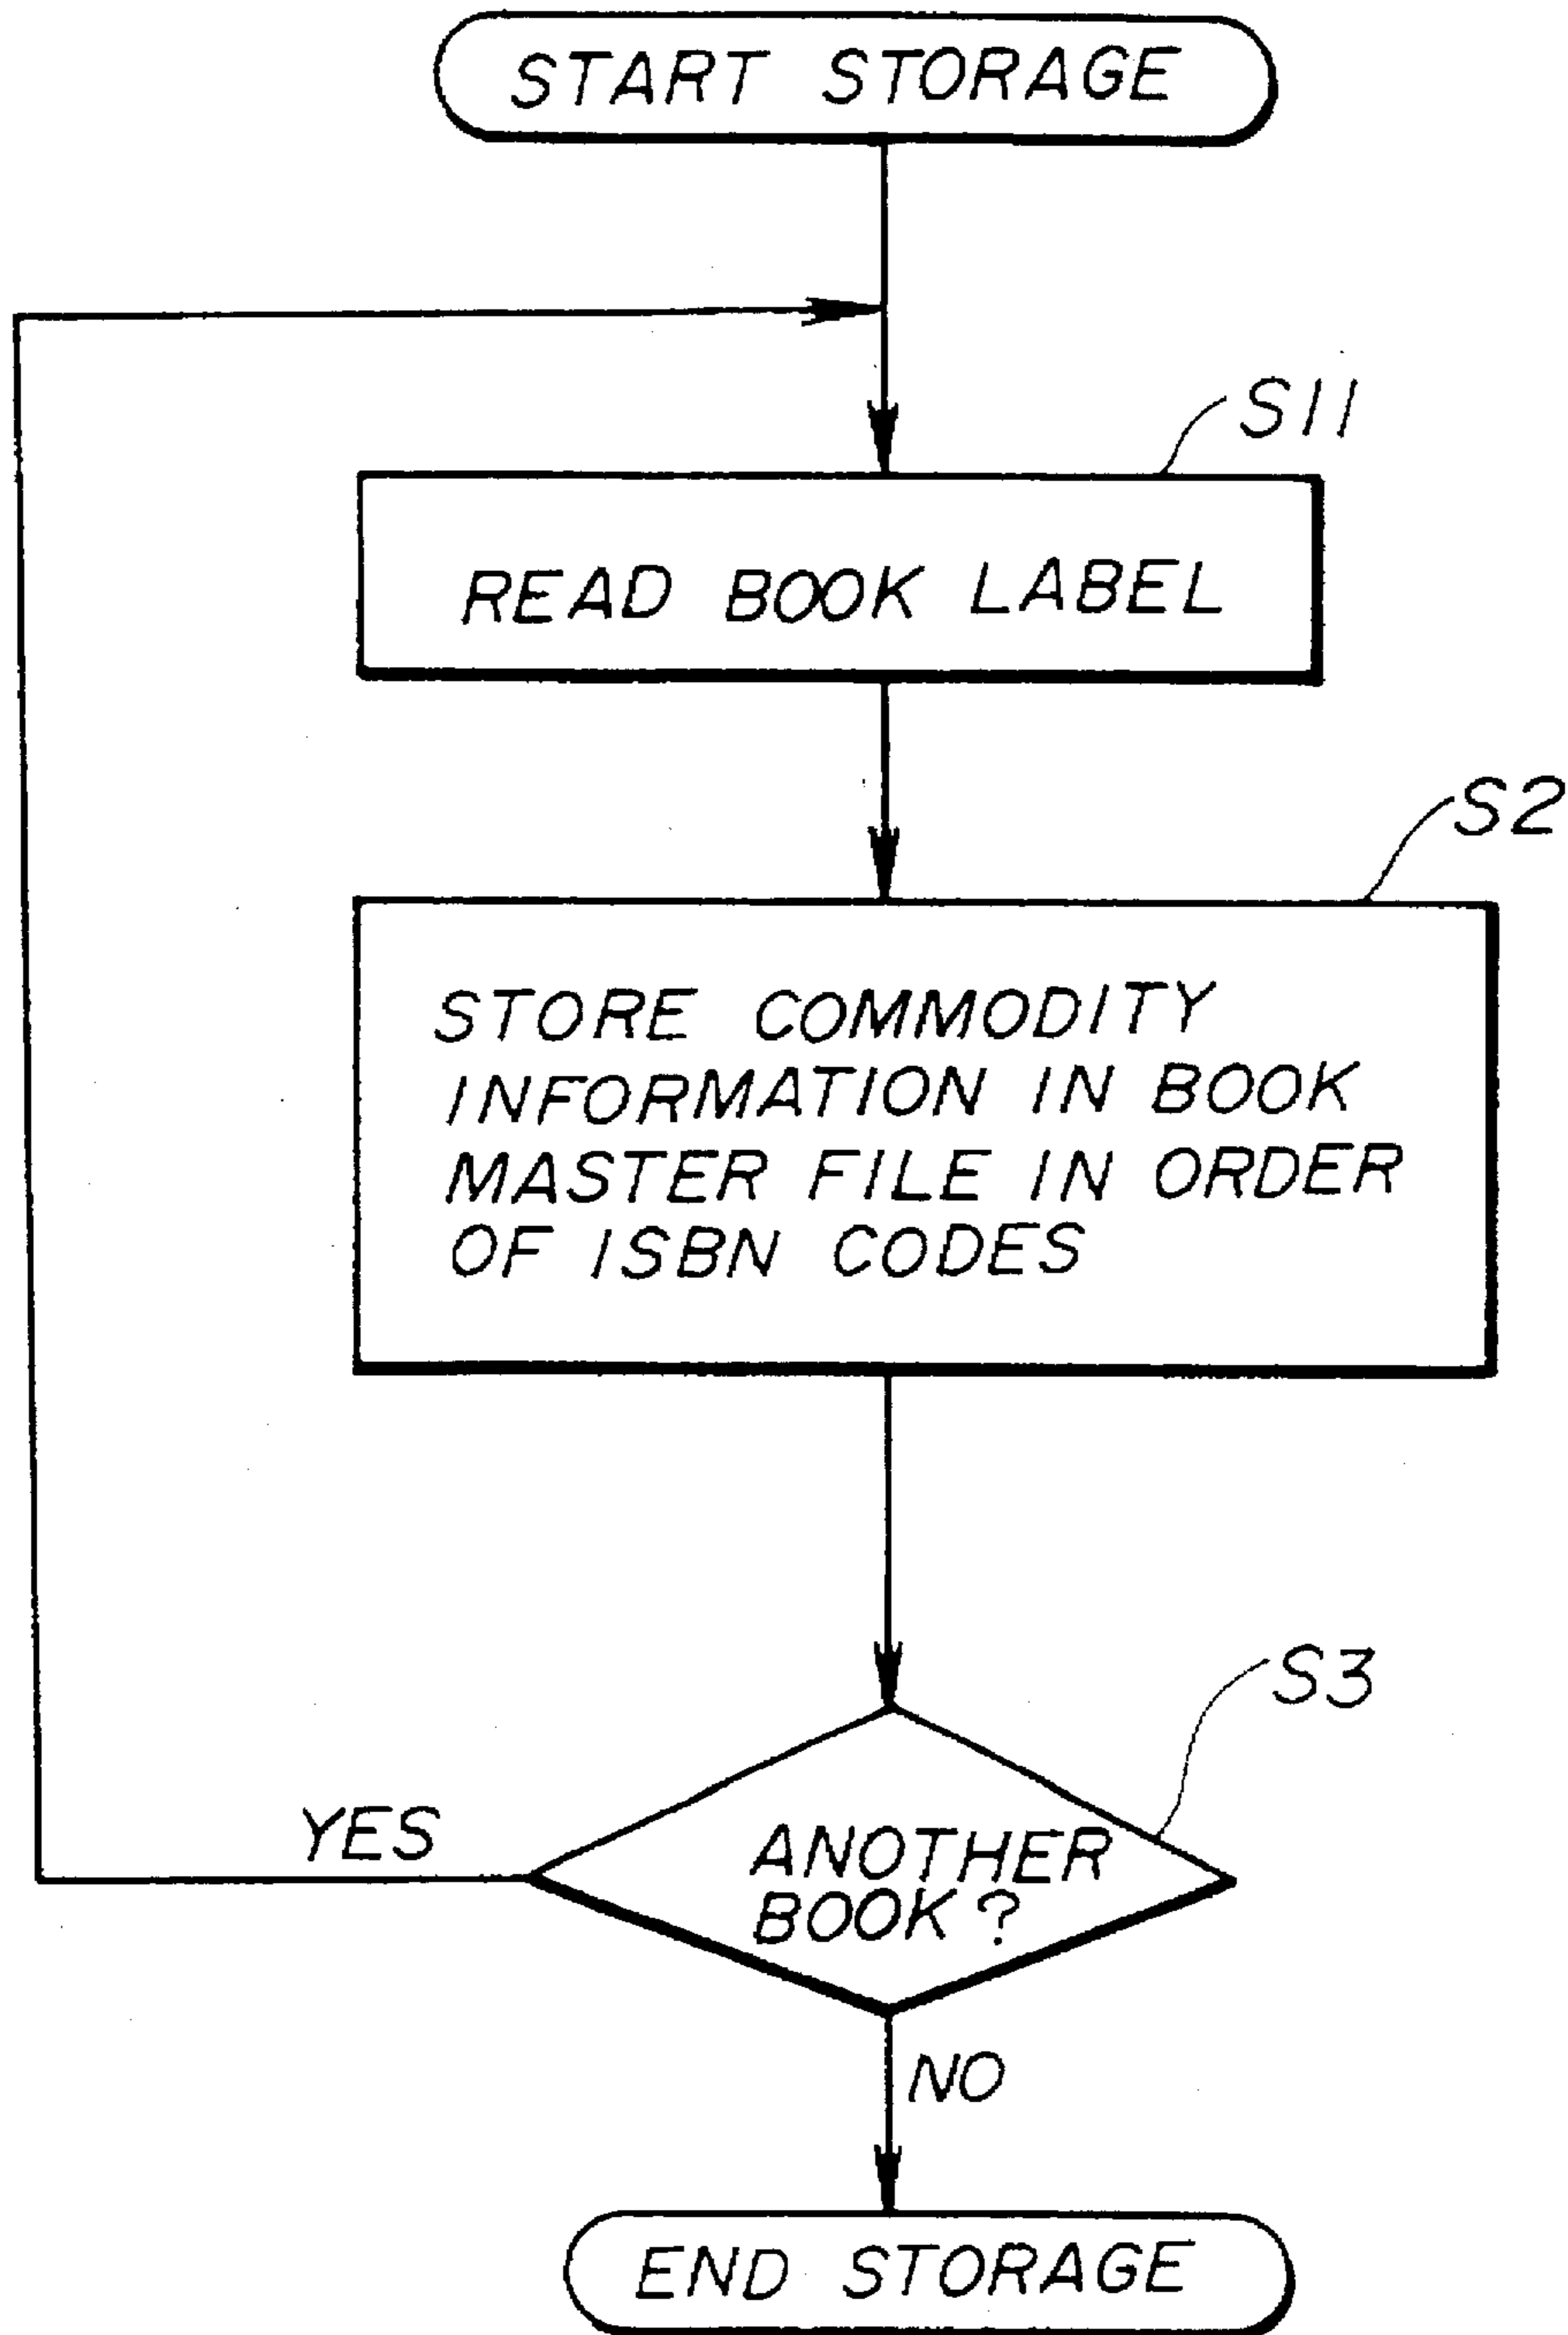 START STORAGE
S11
READ BOOK LABEL
S2
STORE COMMODITY
INFORMATION IN BOOK
MASTER FILE IN ORDER
OF ISBN CODES
S3
YES
ANOTHER
BOOK?
NO
END STORAGE